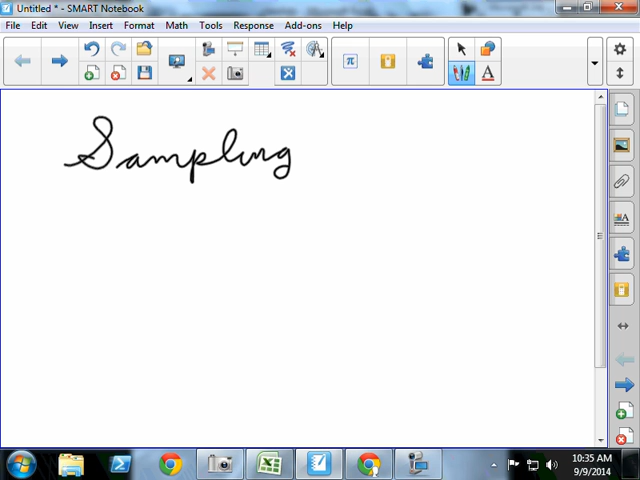 Untitled * - SMART Notebook
File Edit View Insert Format Math Tools Response Add-ons Help
π A
Sampling
10:35 AM
9/9/2014